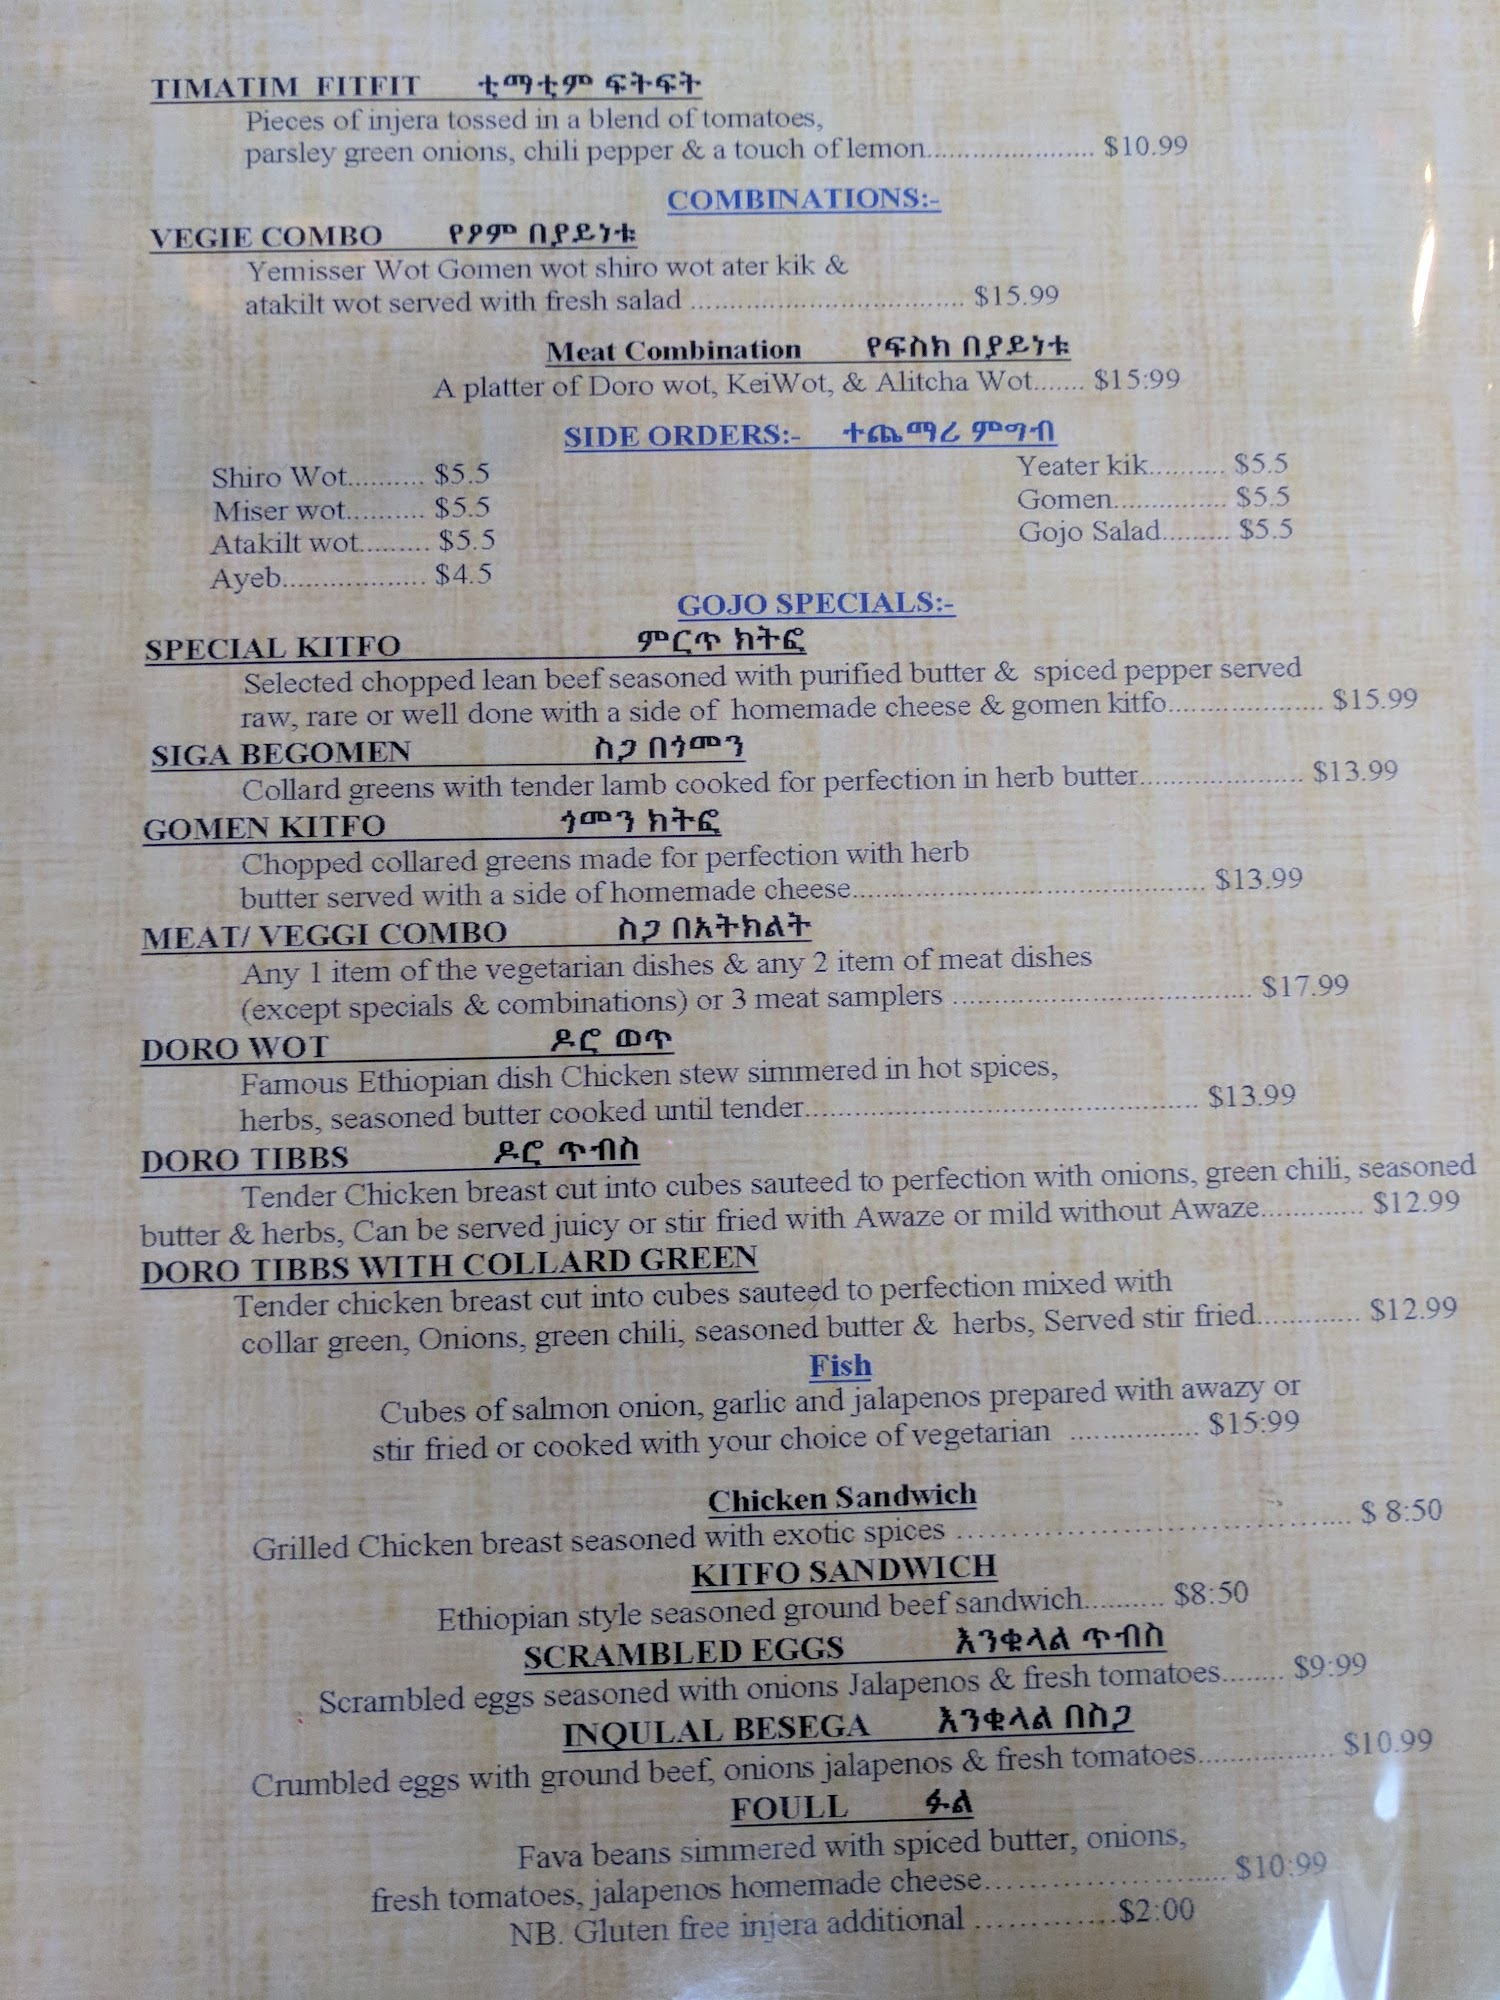 TIMATIM FITFIT ቲማቲም ፍትፍት
Pieces of injera tossed in a blend of tomatoes,
parsley green onions, chili pepper & a touch of lemon...................... $10.99
COMBINATIONS:-
VEGIE COMBO የፆም በያይነቱ
Yemisser Wot Gomen wot shiro wot ater kik &
atakilt wot served with fresh salad ................................. $15.99
Meat Combination የፍስክ በያይነቱ
A platter of Doro wot, KeiWot, & Alitcha Wot....... $15:99
SIDE ORDERS:- ተጨማሪ ምግብ
Shiro Wot.......... $5.5
Yeater kik.......... $5.5
Miser wot.......... $5.5
Gomen............... $5.5
Atakilt wot......... $5.5
Gojo Salad......... $5.5
Ayeb.................. $4.5
GOJO SPECIALS:-
SPECIAL KITFO ምርጥ ክትፎ
Selected chopped lean beef seasoned with purified butter & spiced pepper served
raw, rare or well done with a side of homemade cheese & gomen kitfo.................... $15.99
SIGA BEGOMEN ስጋ በጎመን
Collard greens with tender lamb cooked for perfection in herb butter..................... $13.99
GOMEN KITFO ጎመን ክትፎ
Chopped collared greens made for perfection with herb
butter served with a side of homemade cheese............................................. $13.99
MEAT/ VEGGI COMBO ስጋ በአትክልት
Any 1 item of the vegetarian dishes & any 2 item of meat dishes
(except specials & combinations) or 3 meat samplers ...................................... $17.99
DORO WOT ዶሮ ወጥ
Famous Ethiopian dish Chicken stew simmered in hot spices,
herbs, seasoned butter cooked until tender.................................................. $13.99
DORO TIBBS ዶሮ ጥብስ
Tender Chicken breast cut into cubes sauteed to perfection with onions, green chili, seasoned
butter & herbs, Can be served juicy or stir fried with Awaze or mild without Awaze............. $12.99
DORO TIBBS WITH COLLARD GREEN
Tender chicken breast cut into cubes sauteed to perfection mixed with
collar green, Onions, green chili, seasoned butter & herbs, Served stir fried............. $12.99
Fish
Cubes of salmon onion, garlic and jalapenos prepared with awazy or
stir fried or cooked with your choice of vegetarian ................ $15:99
Chicken Sandwich
Grilled Chicken breast seasoned with exotic spices ........................................ $ 8:50
KITFO SANDWICH
Ethiopian style seasoned ground beef sandwich.......... $8:50
SCRAMBLED EGGS እንቁላል ጥብስ
Scrambled eggs seasoned with onions Jalapenos & fresh tomatoes........ $9:99
INQULAL BESEGA እንቁላል በስጋ
Crumbled eggs with ground beef, onions jalapenos & fresh tomatoes................. $10.99
FOULL ፉል
Fava beans simmered with spiced butter, onions,
fresh tomatoes, jalapenos homemade cheese......................... $10:99
NB. Gluten free injera additional ..............$2:00